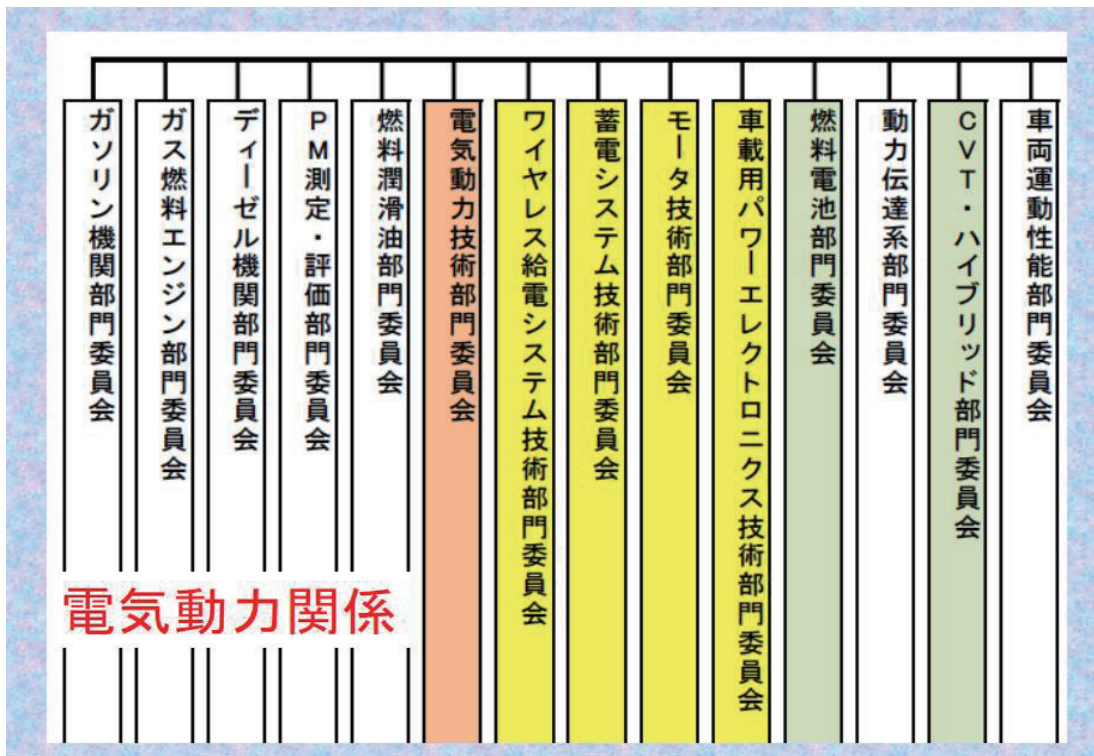 ガソリン機関部門委員会
ガス燃料エンジン部門委員会
ディーゼル機関部門委員会
PM測定・評価部門委員会
燃料潤滑油部門委員会
電気動力技術部門委員会
ワイヤレス給電システム技術部門委員会
蓄電システム技術部門委員会
モータ技術部門委員会
車載用パワーエレクトロニクス技術部門委員会
燃料電池部門委員会
動力伝達系部門委員会
CVT・ハイブリッド部門委員会
車両運動性能部門委員会
電気動力関係